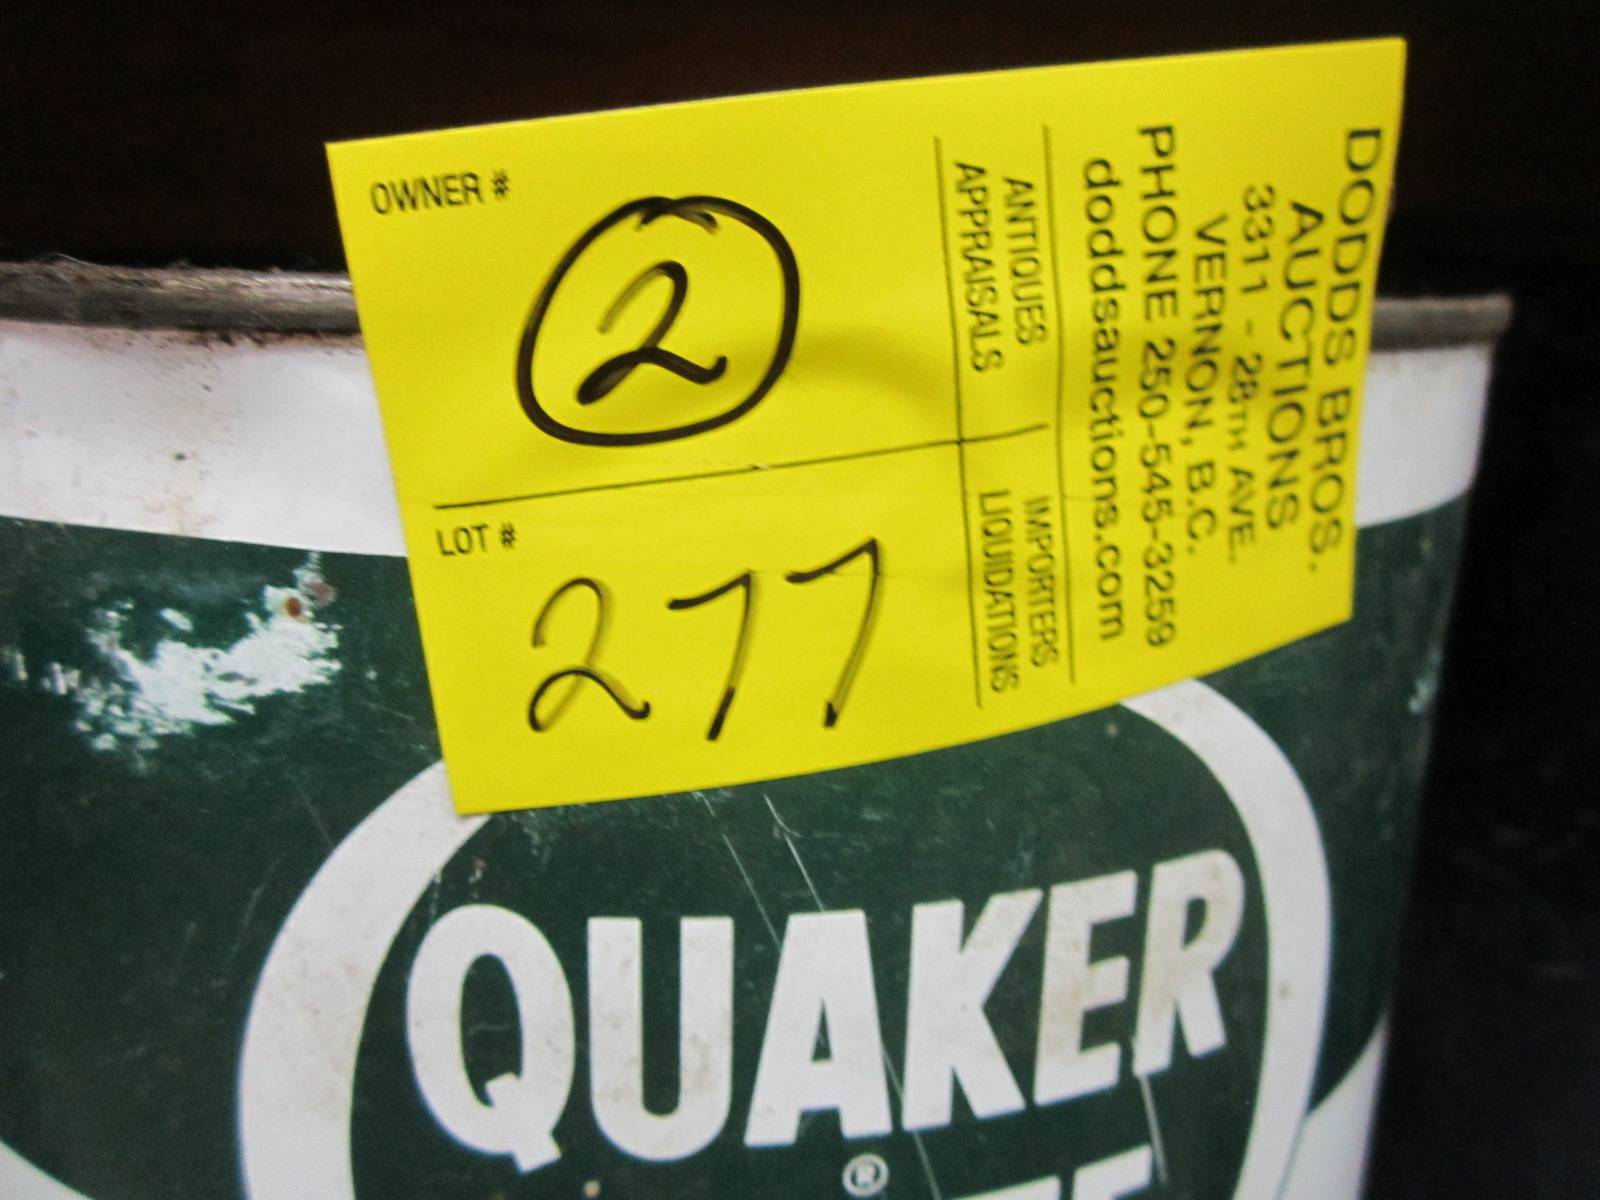 OWNER #
2
LOT #
277
ANTIQUES
APPRAISALS
IMPORTERS
LIQUIDATIONS
DODDS BROS.
AUCTIONS
3311 - 28TH AVE.
VERNON, B.C.
PHONE 250-545-3259
doddsauctions.com
QUAKER
®